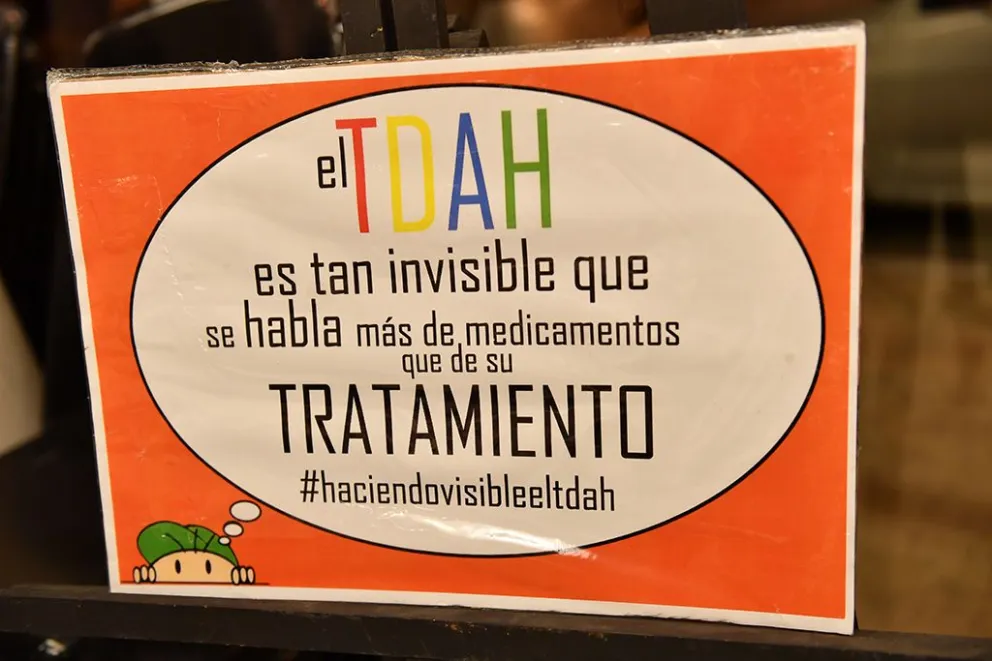 el TDAH
es tan invisible que
se habla más de medicamentos
que de su
TRATAMIENTO
#haciendovisibleeltdah